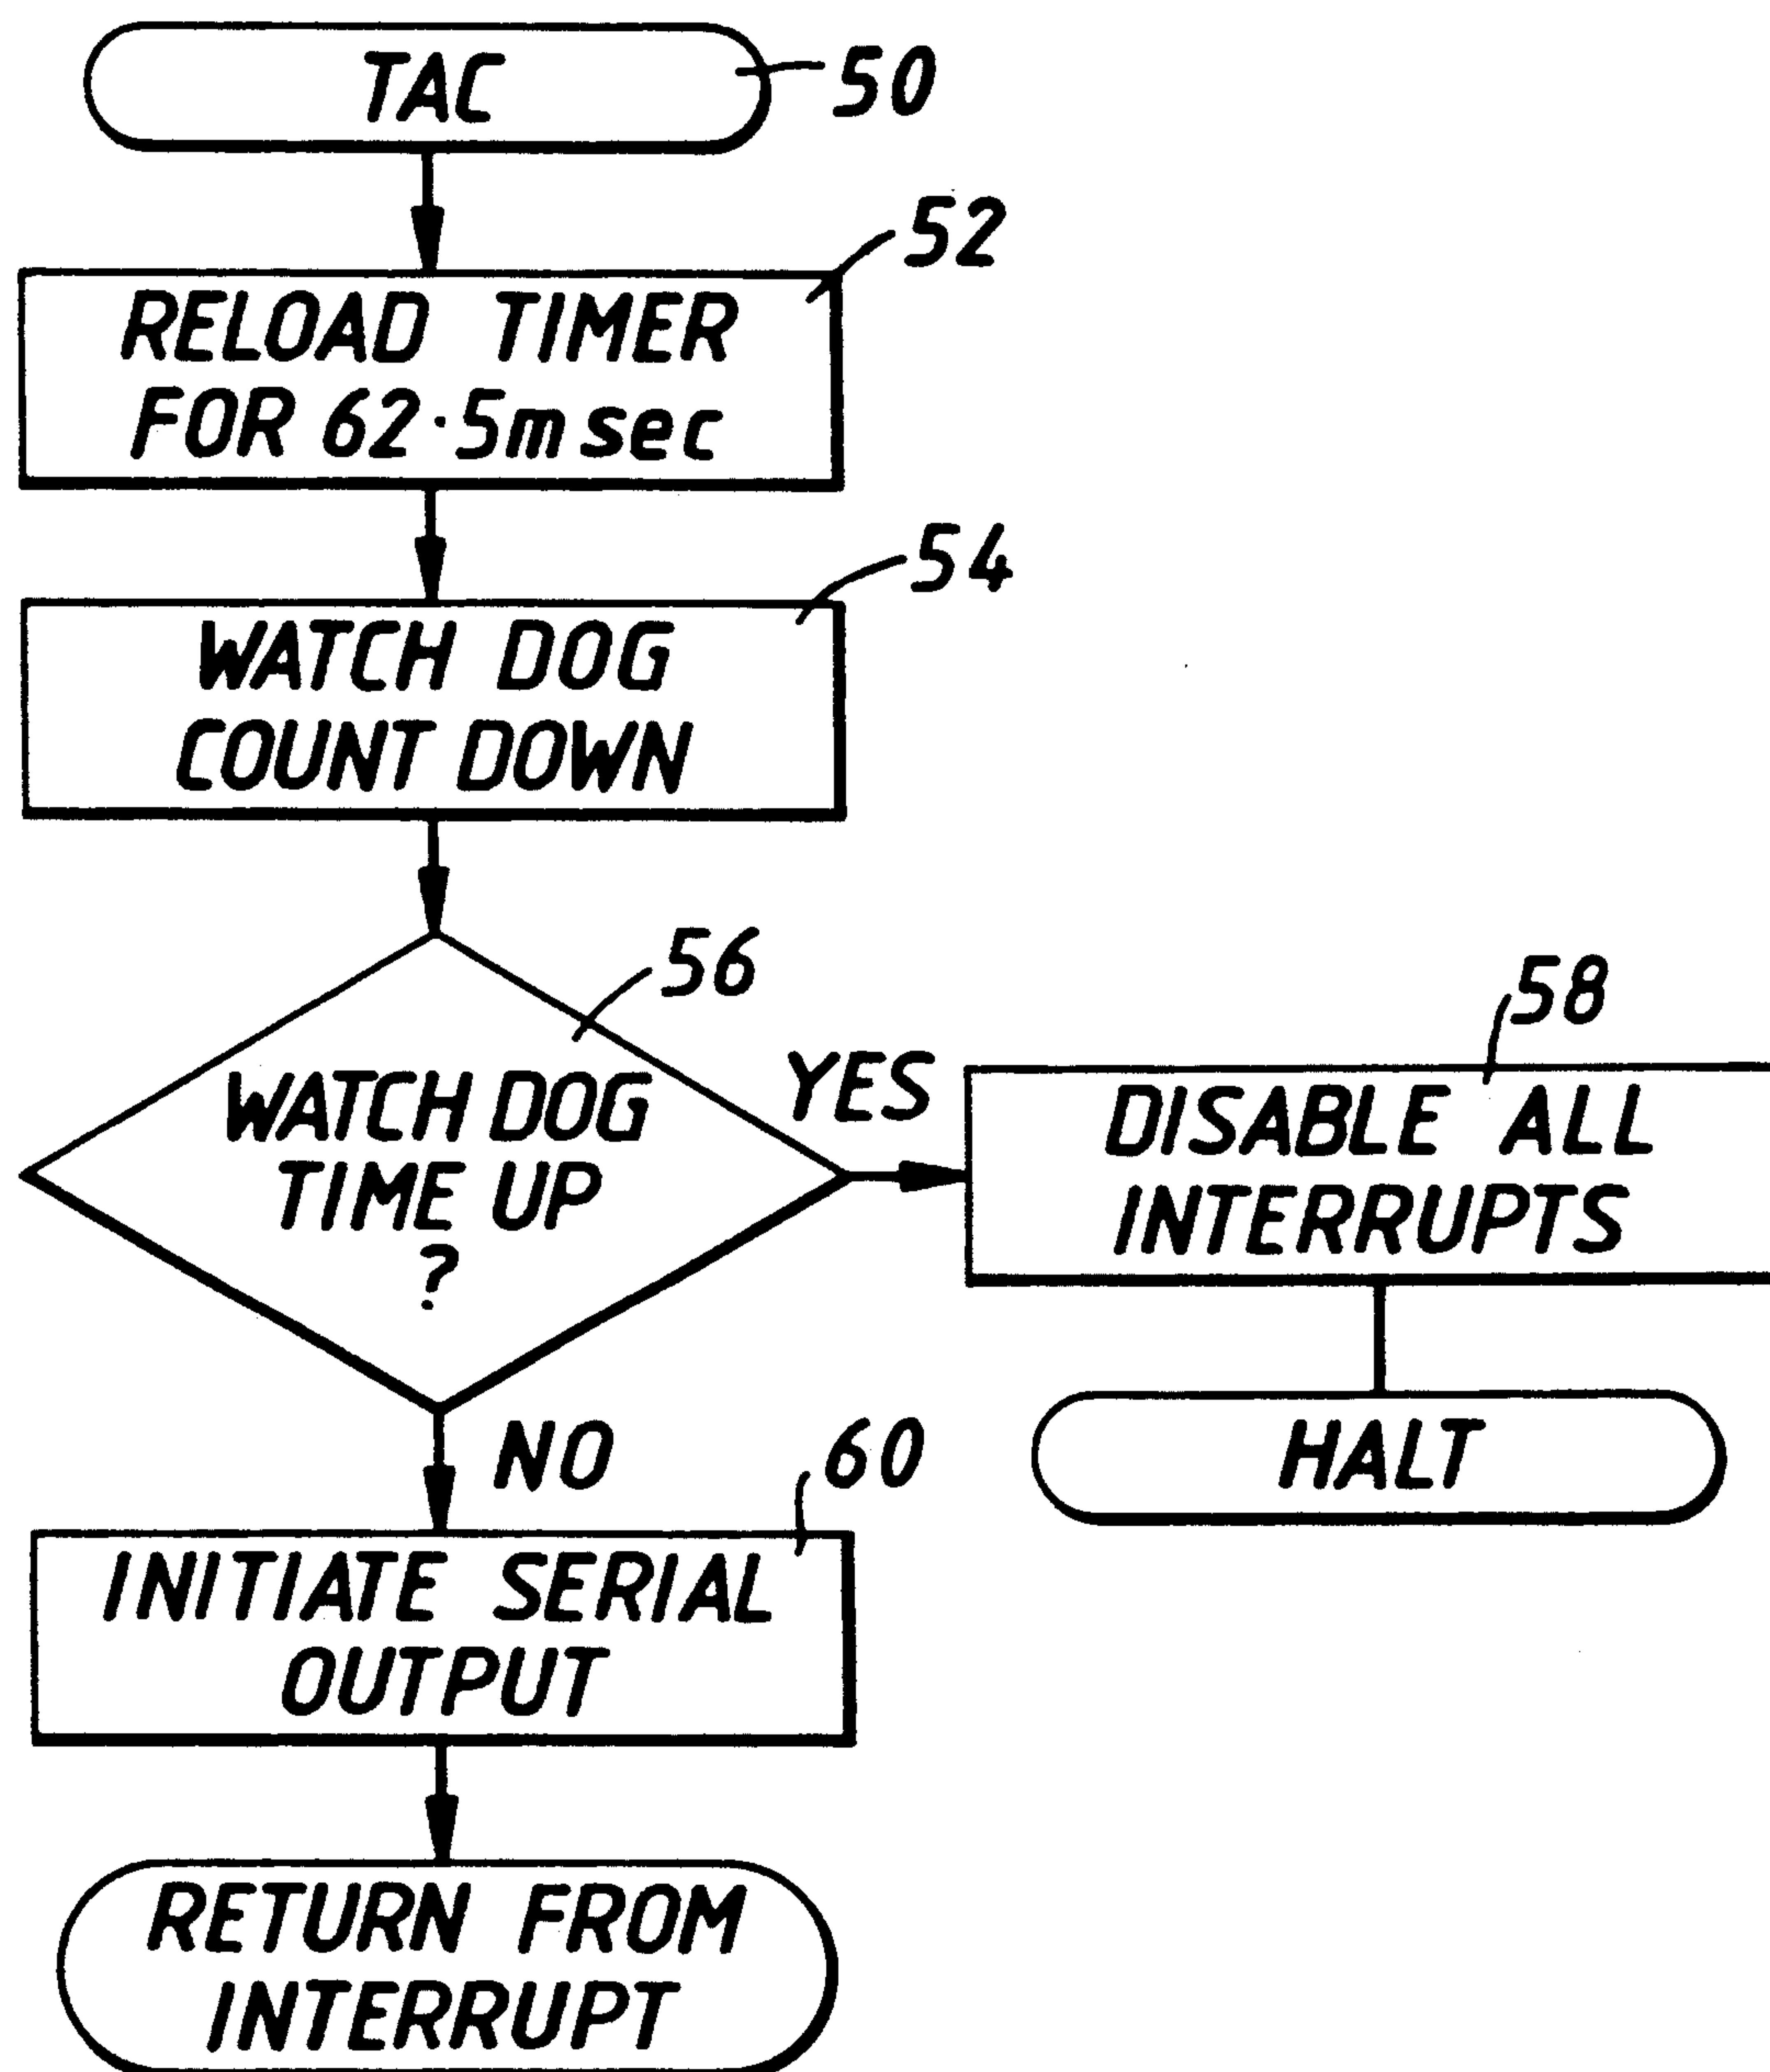 TAC
50
RELOAD TIMER
FOR 62·5msec
52
WATCH DOG
COUNT DOWN
54
WATCH DOG
TIME UP
?
56
YES
DISABLE ALL
INTERRUPTS
58
HALT
NO
INITIATE SERIAL
OUTPUT
60
RETURN FROM
INTERRUPT